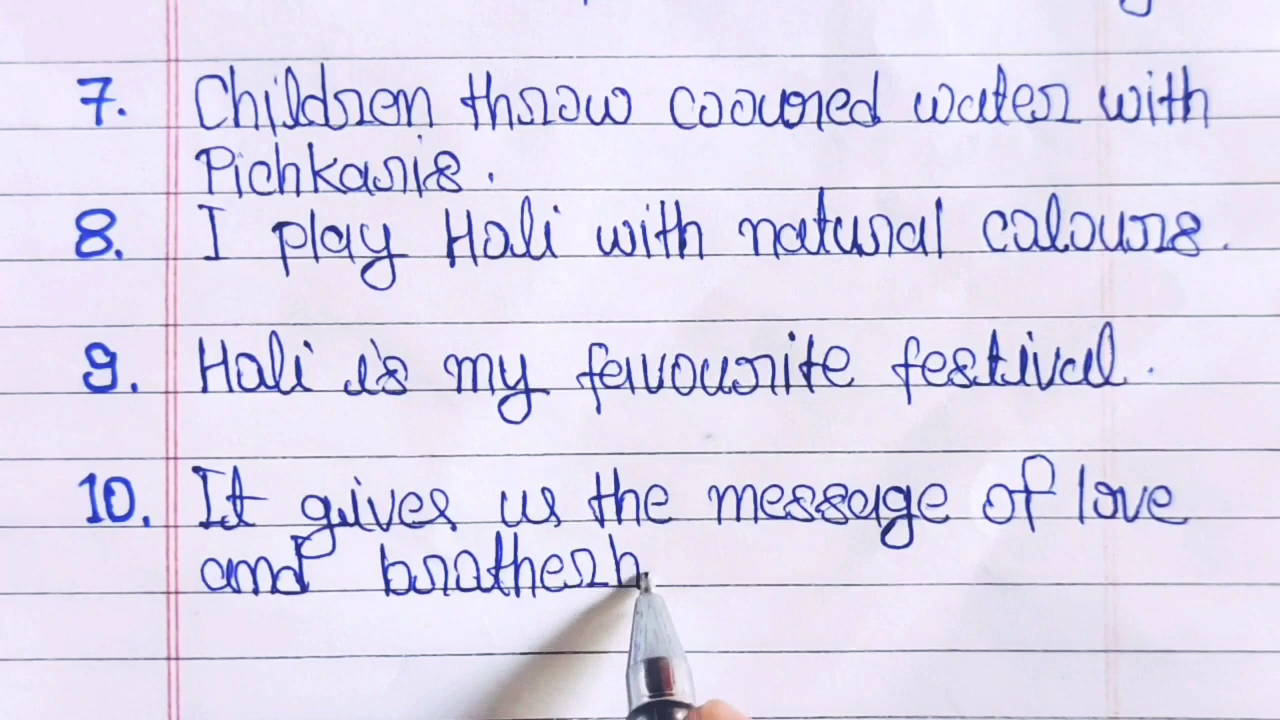 7. Children throw cooured water with
Pichkaris.
8. I play Holi with natural colours.
9. Holi is my favourite festival.
10. It gives us the message of love
and brotherh